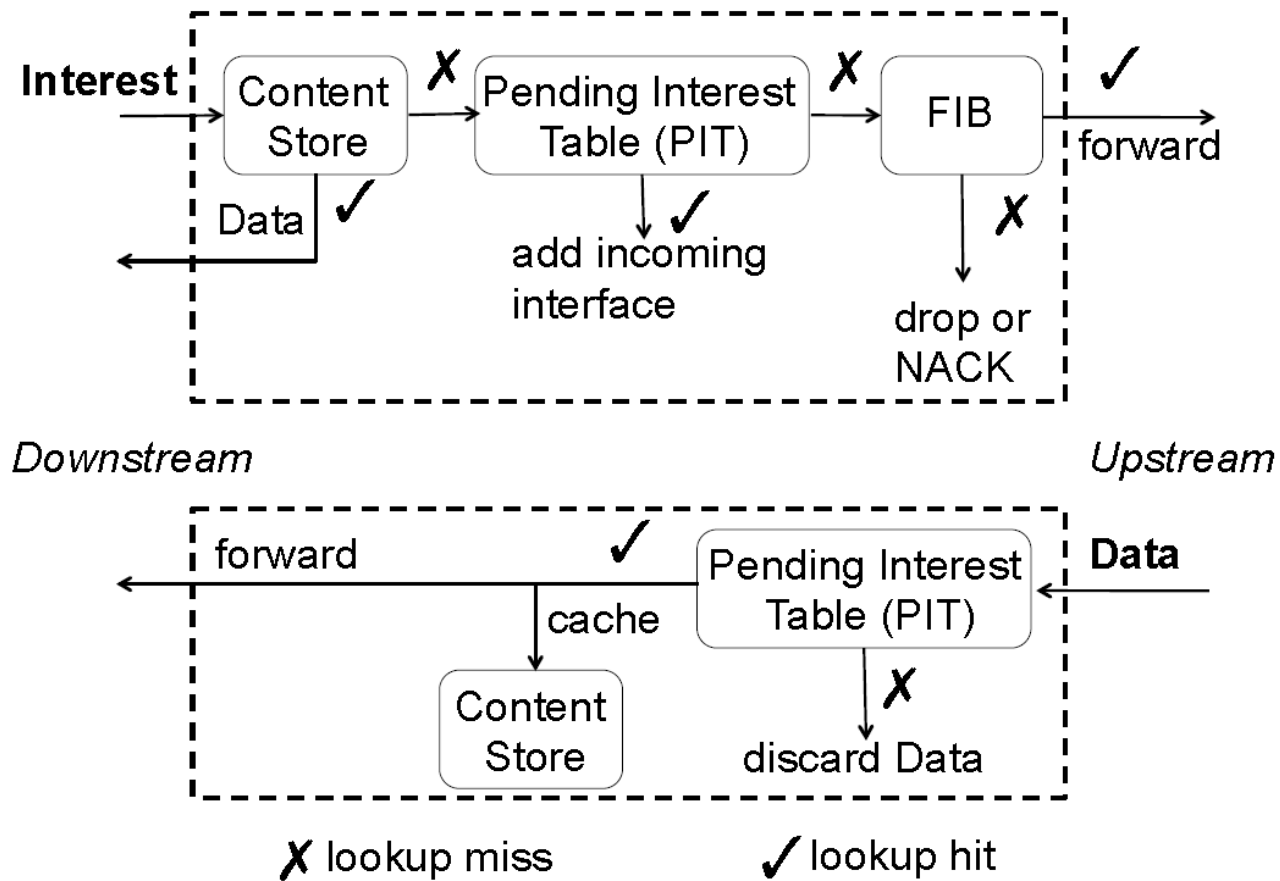 Interest
Content
Store
Pending Interest
Table (PIT)
FIB
forward
Data
add incoming
interface
drop or
NACK
Downstream
Upstream
forward
cache
Content
Store
Pending Interest
Table (PIT)
Data
discard Data
✗ lookup miss
✓ lookup hit